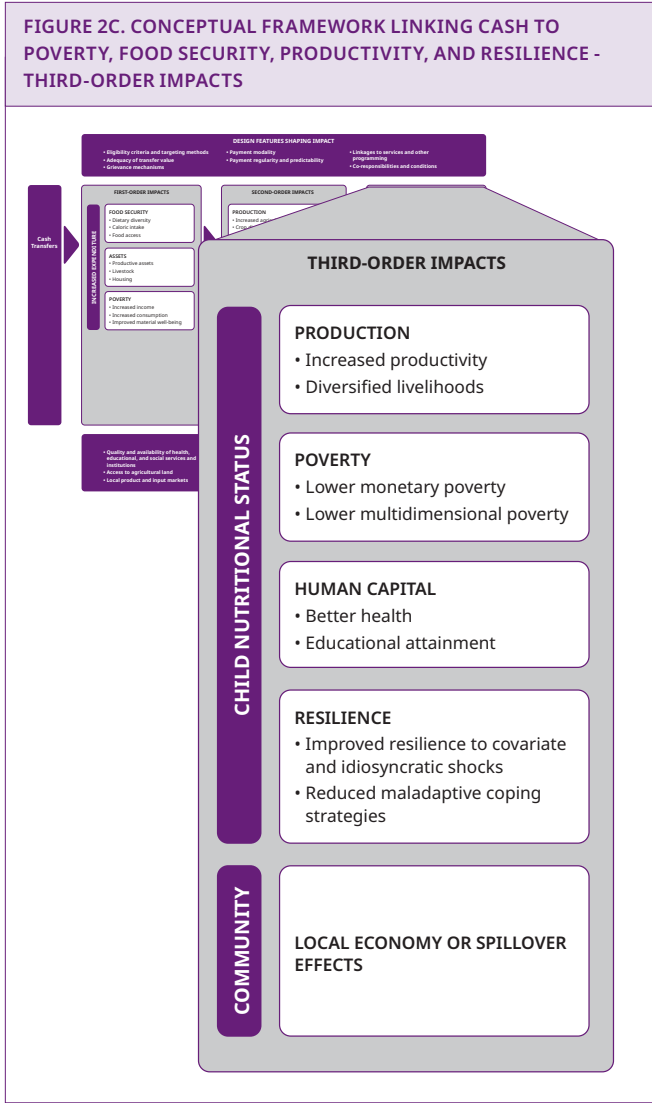 FIGURE 2C. CONCEPTUAL FRAMEWORK LINKING CASH TO
POVERTY, FOOD SECURITY, PRODUCTIVITY, AND RESILIENCE -
THIRD-ORDER IMPACTS
DESIGN FEATURES SHAPING IMPACT
• Eligibility criteria and targeting methods
• Adequacy of transfer value
• Grievance mechanisms
• Payment modality
• Payment regularity and predictability
• Linkages to services and other
programming
• Co-responsibilities and conditions
Cash
Transfers
FIRST-ORDER IMPACTS
INCREASED EXPENDITURE
FOOD SECURITY
• Dietary diversity
• Caloric intake
• Food access
ASSETS
• Productive assets
• Livestock
• Housing
POVERTY
• Increased income
• Increased consumption
• Improved material well-being
SECOND-ORDER IMPACTS
PRODUCTION
• Increased
• Quality and availability of health,
educational, and social services and
institutions
• Access to agricultural land
• Local product and input markets
THIRD-ORDER IMPACTS
CHILD NUTRITIONAL STATUS
PRODUCTION
• Increased productivity
• Diversified livelihoods
POVERTY
• Lower monetary poverty
• Lower multidimensional poverty
HUMAN CAPITAL
• Better health
• Educational attainment
RESILIENCE
• Improved resilience to covariate
and idiosyncratic shocks
• Reduced maladaptive coping
strategies
COMMUNITY
LOCAL ECONOMY OR SPILLOVER
EFFECTS